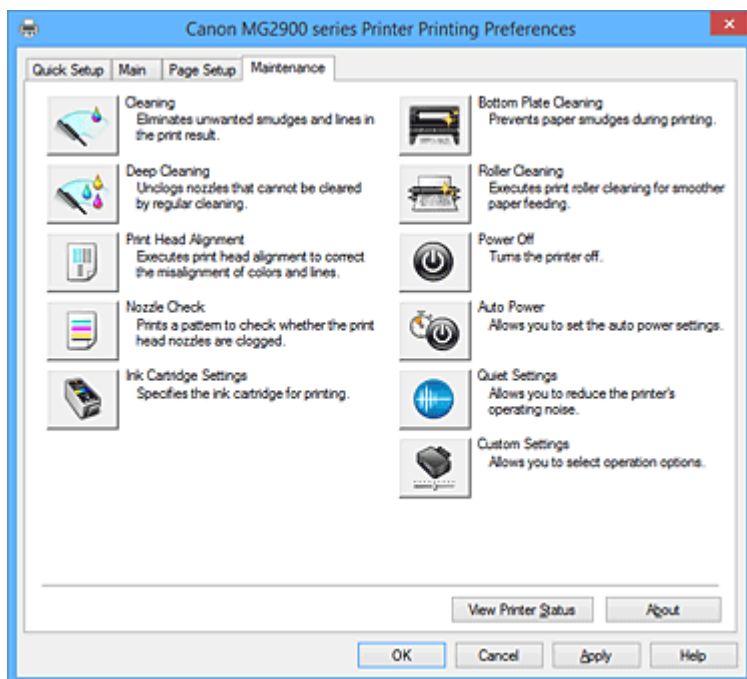 Canon MG2900 series Printer Printing Preferences
Quick Setup Main Page Setup Maintenance
Cleaning
Eliminates unwanted smudges and lines in
the print result.
Deep Cleaning
Unclogs nozzles that cannot be cleared
by regular cleaning.
Print Head Alignment
Executes print head alignment to correct
the misalignment of colors and lines.
Nozzle Check
Prints a pattern to check whether the print
head nozzles are clogged.
Ink Cartridge Settings
Specifies the ink cartridge for printing.
Bottom Plate Cleaning
Prevents paper smudges during printing.
Roller Cleaning
Executes print roller cleaning for smoother
paper feeding.
Power Off
Turns the printer off.
Auto Power
Allows you to set the auto power settings.
Quiet Settings
Allows you to reduce the printer's
operating noise.
Custom Settings
Allows you to select operation options.
View Printer Status About
OK Cancel Apply Help